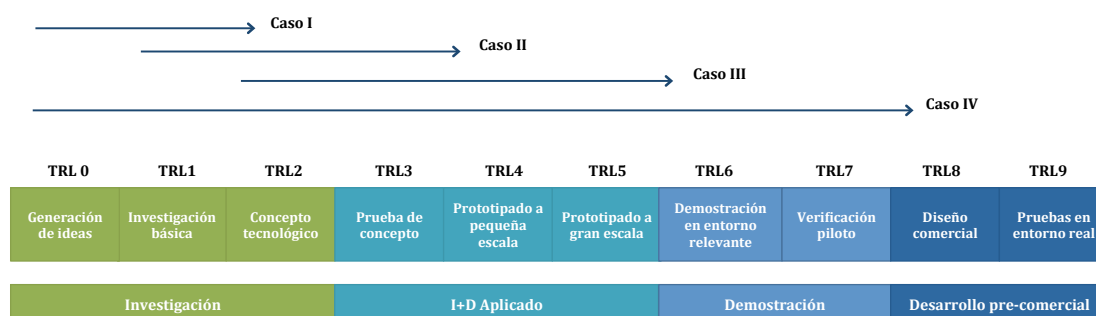 Caso I
Caso II
Caso III
Caso IV
TRL 0 TRL1 TRL2 TRL3 TRL4 TRL5 TRL6 TRL7 TRL8 TRL9
Generación
de ideas
Investigación
básica
Concepto
tecnológico
Prueba de
concepto
Prototipado a
pequeña
escala
Prototipado a
gran escala
Demostración
en entorno
relevante
Verificación
piloto
Diseño
comercial
Pruebas en
entorno real
Investigación
I+D Aplicado
Demostración
Desarrollo pre-comercial